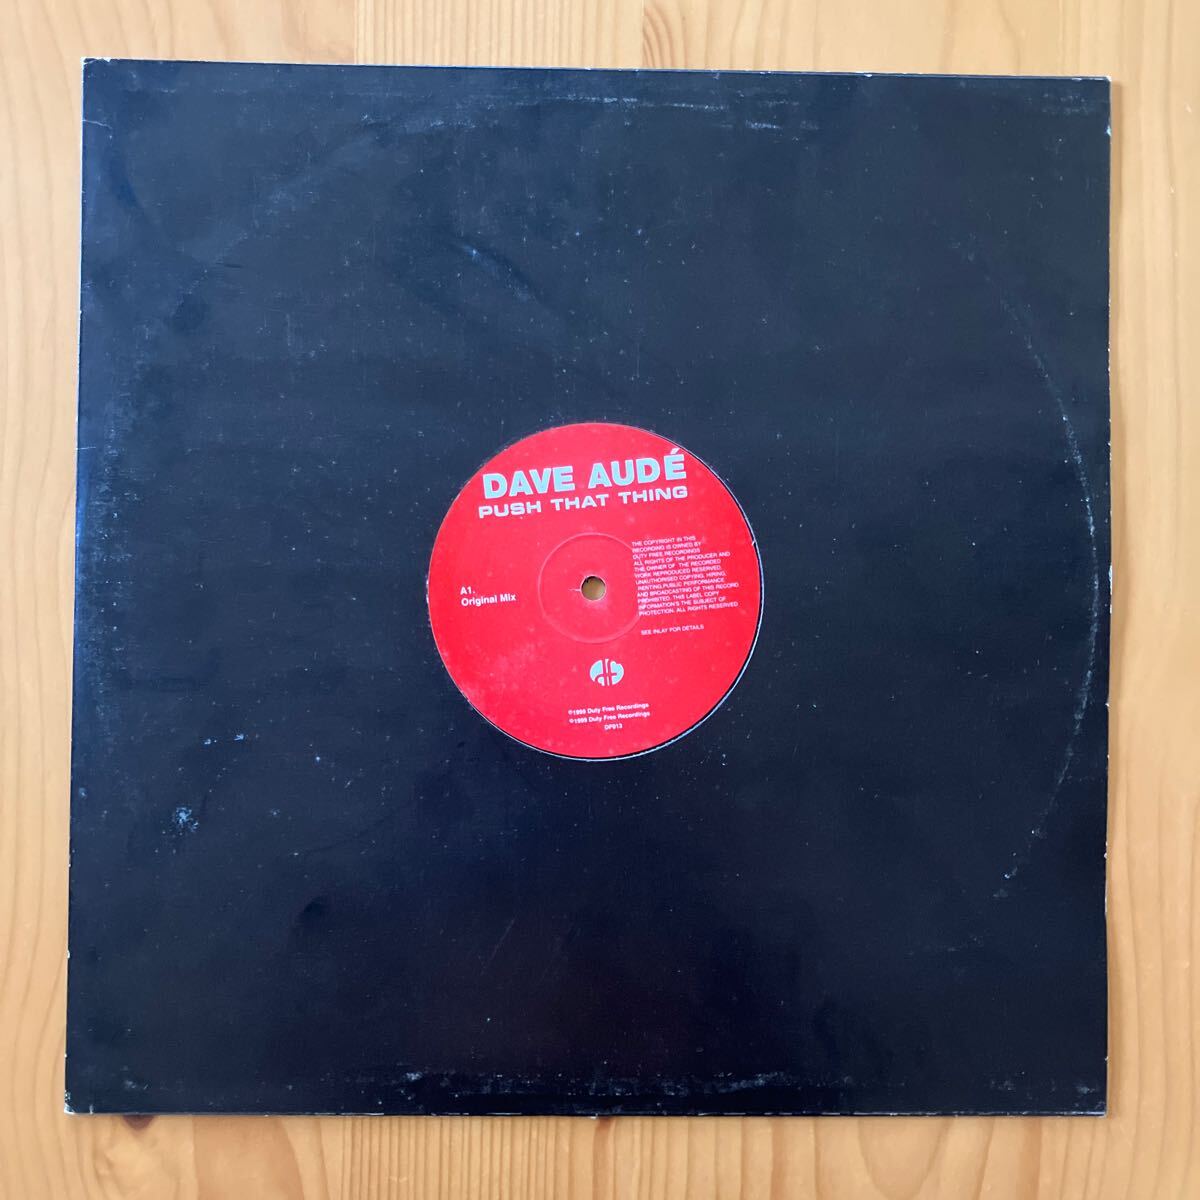 DAVE AUDÉ
PUSH THAT THING
A1.
Original Mix
THE COPYRIGHT IN THIS
RECORDING IS OWNED BY
DUTY FREE RECORDINGS
ALL RIGHTS OF THE PRODUCER AND
THE OWNER OF THE RECORDED
WORK REPRODUCED RESERVED.
UNAUTHORISED COPYING, HIRING,
RENTING,PUBLIC PERFORMANCE
AND BROADCASTING OF THIS RECORD
PROHIBITED. THIS LABEL COPY
INFORMATION'S THE SUBJECT OF
PROTECTION. ALL RIGHTS RESERVED
SEE INLAY FOR DETAILS
df
℗1999 Duty Free Recordings
©1999 Duty Free Recordings